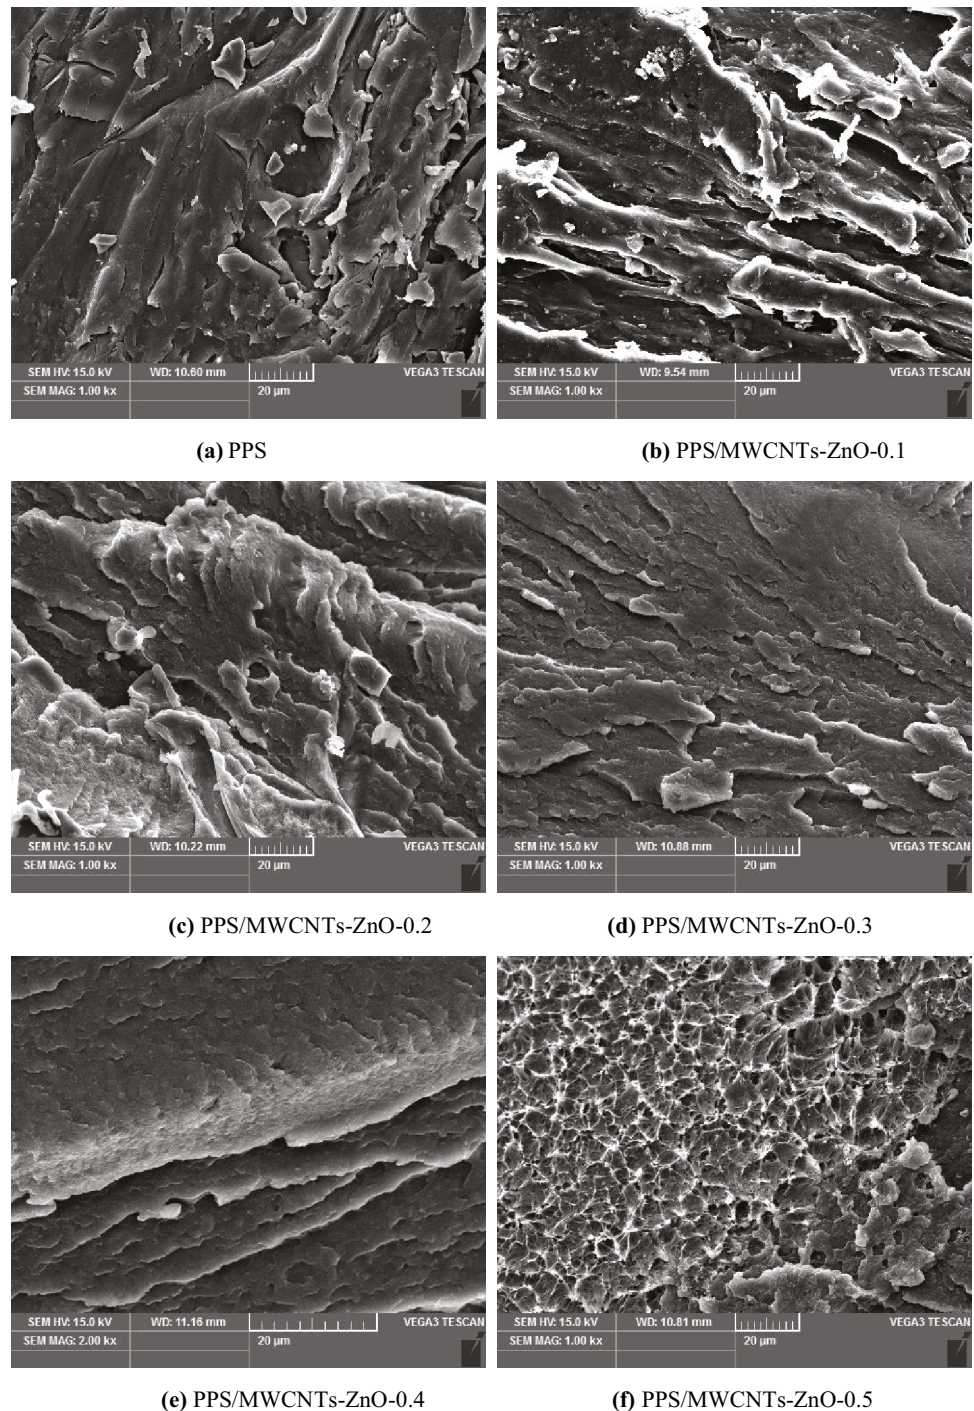 SEM HV: 15.0 kV WD: 10.60 mm VEGA3 TESCAN
SEM MAG: 1.00 kx 20 µm
SEM HV: 15.0 kV WD: 9.54 mm VEGA3 TESCAN
SEM MAG: 1.00 kx 20 µm
(a) PPS
(b) PPS/MWCNTs-ZnO-0.1
SEM HV: 15.0 kV WD: 10.22 mm VEGA3 TESCAN
SEM MAG: 1.00 kx 20 µm
SEM HV: 15.0 kV WD: 10.88 mm VEGA3 TESCAN
SEM MAG: 1.00 kx 20 µm
(c) PPS/MWCNTs-ZnO-0.2
(d) PPS/MWCNTs-ZnO-0.3
SEM HV: 15.0 kV WD: 11.16 mm VEGA3 TESCAN
SEM MAG: 2.00 kx 20 µm
SEM HV: 15.0 kV WD: 10.81 mm VEGA3 TESCAN
SEM MAG: 1.00 kx 20 µm
(e) PPS/MWCNTs-ZnO-0.4
(f) PPS/MWCNTs-ZnO-0.5